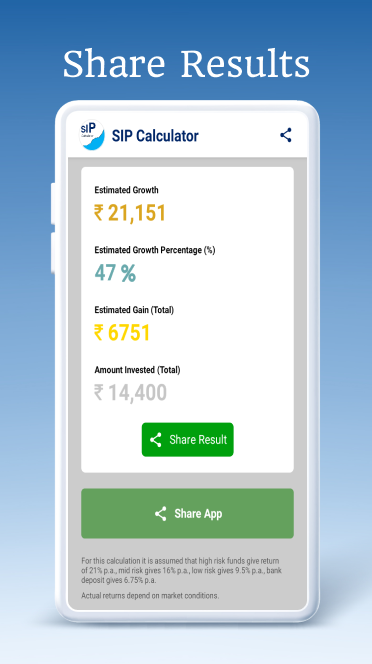 Share Results
SIP
Calculator
SIP Calculator
Estimated Growth
₹ 21,151
Estimated Growth Percentage (%)
47 %
Estimated Gain (Total)
₹ 6751
Amount Invested (Total)
₹ 14,400
Share Result
Share App
For this calculation it is assumed that high risk funds give return
of 21% p.a., mid risk gives 16% p.a., low risk gives 9.5% p.a., bank
deposit gives 6.75% p.a.
Actual returns depend on market conditions.